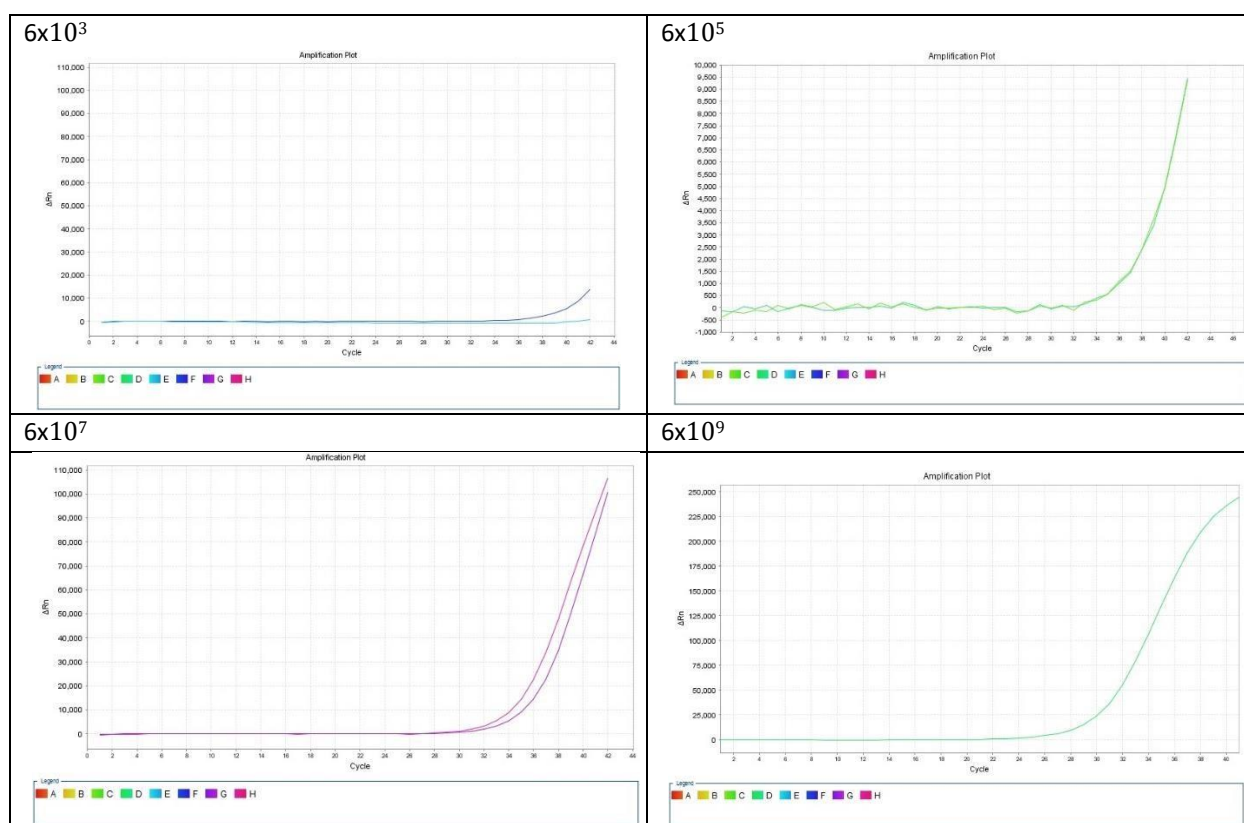 6x10³
Amplification Plot
110,000
100,000
90,000
80,000
70,000
60,000
50,000
40,000
30,000
20,000
10,000
0
ΔRn
0 2 4 6 8 10 12 14 16 18 20 22 24 26 28 30 32 34 36 38 40 42 44
Cycle
Legend
A B C D E F G H
6x10⁵
Amplification Plot
10,000
9,500
9,000
8,500
8,000
7,500
7,000
6,500
6,000
5,500
5,000
4,500
4,000
3,500
3,000
2,500
2,000
1,500
1,000
500
0
-500
-1,000
ΔRn
2 4 6 8 10 12 14 16 18 20 22 24 26 28 30 32 34 36 38 40 42 44 46
Cycle
Legend
A B C D E F G H
6x10⁷
Amplification Plot
110,000
100,000
90,000
80,000
70,000
60,000
50,000
40,000
30,000
20,000
10,000
0
ΔRn
0 2 4 6 8 10 12 14 16 18 20 22 24 26 28 30 32 34 36 38 40 42 44
Cycle
Legend
A B C D E F G H
6x10⁹
Amplification Plot
250,000
225,000
200,000
175,000
150,000
125,000
100,000
75,000
50,000
25,000
0
ΔRn
2 4 6 8 10 12 14 16 18 20 22 24 26 28 30 32 34 36 38 40
Cycle
Legend
A B C D E F G H